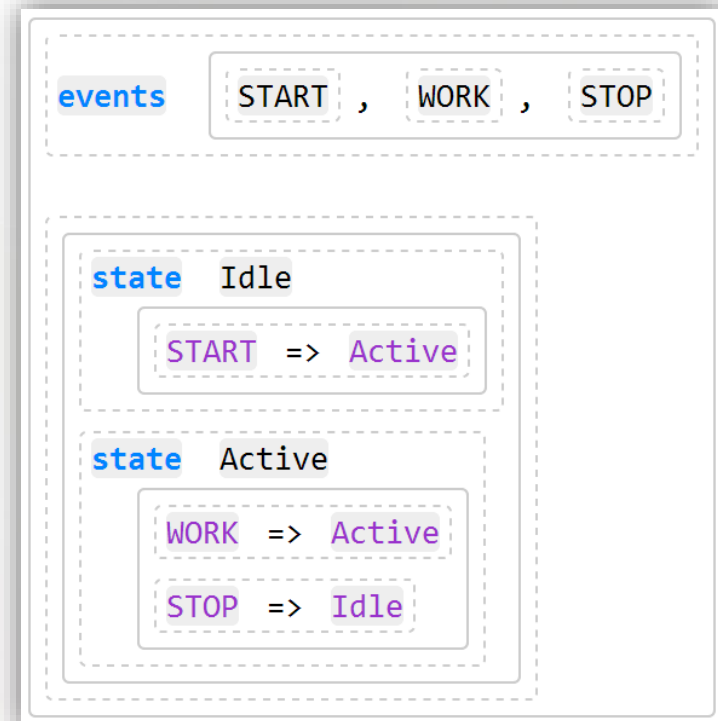 events START , WORK , STOP
state Idle
START => Active
state Active
WORK => Active
STOP => Idle